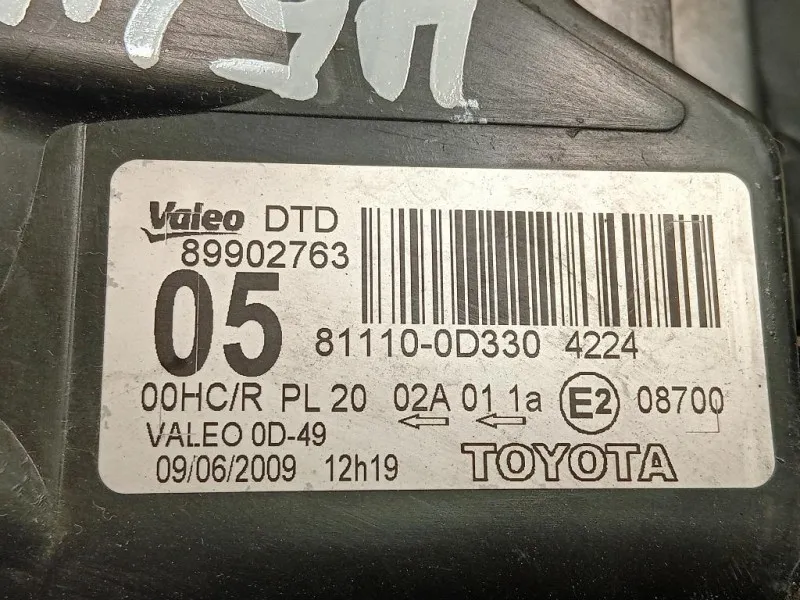 Valeo DTD
89902763
05
81110-0D330 4224
00HC/R PL 20 02A 01 1a E2 08700
VALEO 0D-49
09/06/2009 12h19 TOYOTA